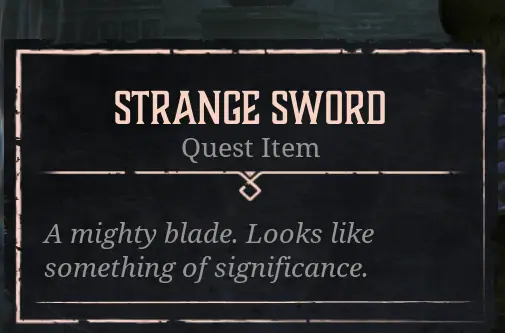 STRANGE SWORD
Quest Item
A mighty blade. Looks like
something of significance.